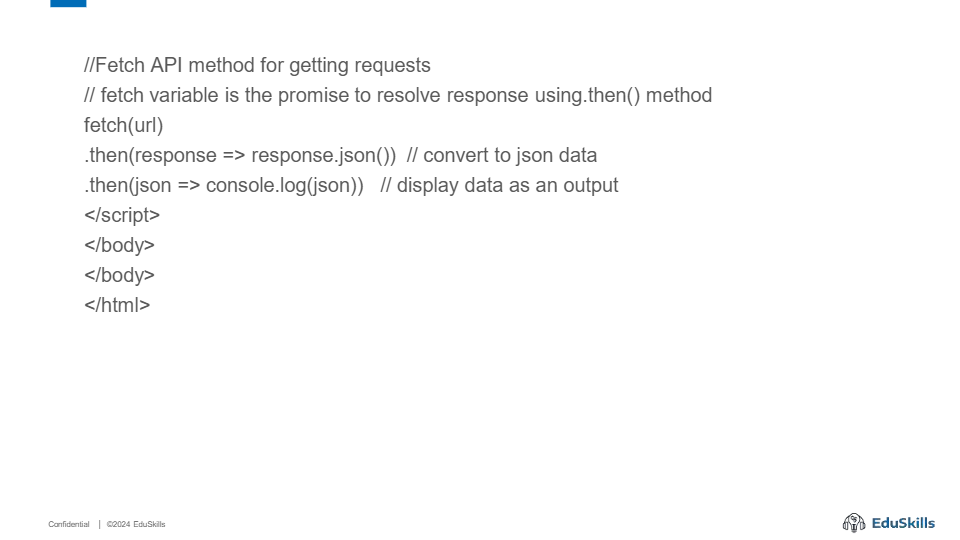 //Fetch API method for getting requests
// fetch variable is the promise to resolve response using.then() method
fetch(url)
.then(response => response.json())  // convert to json data
.then(json => console.log(json))   // display data as an output
</script>
</body>
</body>
</html>
Confidential | ©2024 EduSkills
EduSkills